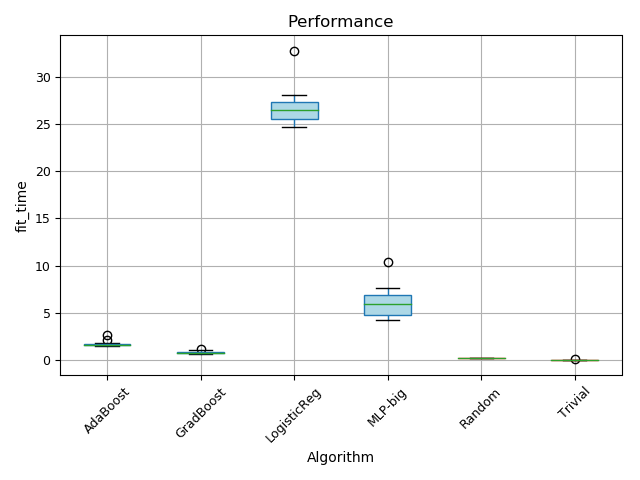 Performance
fit_time
30
25
20
15
10
5
0
AdaBoost
GradBoost
LogisticReg
MLP-big
Random
Trivial
Algorithm